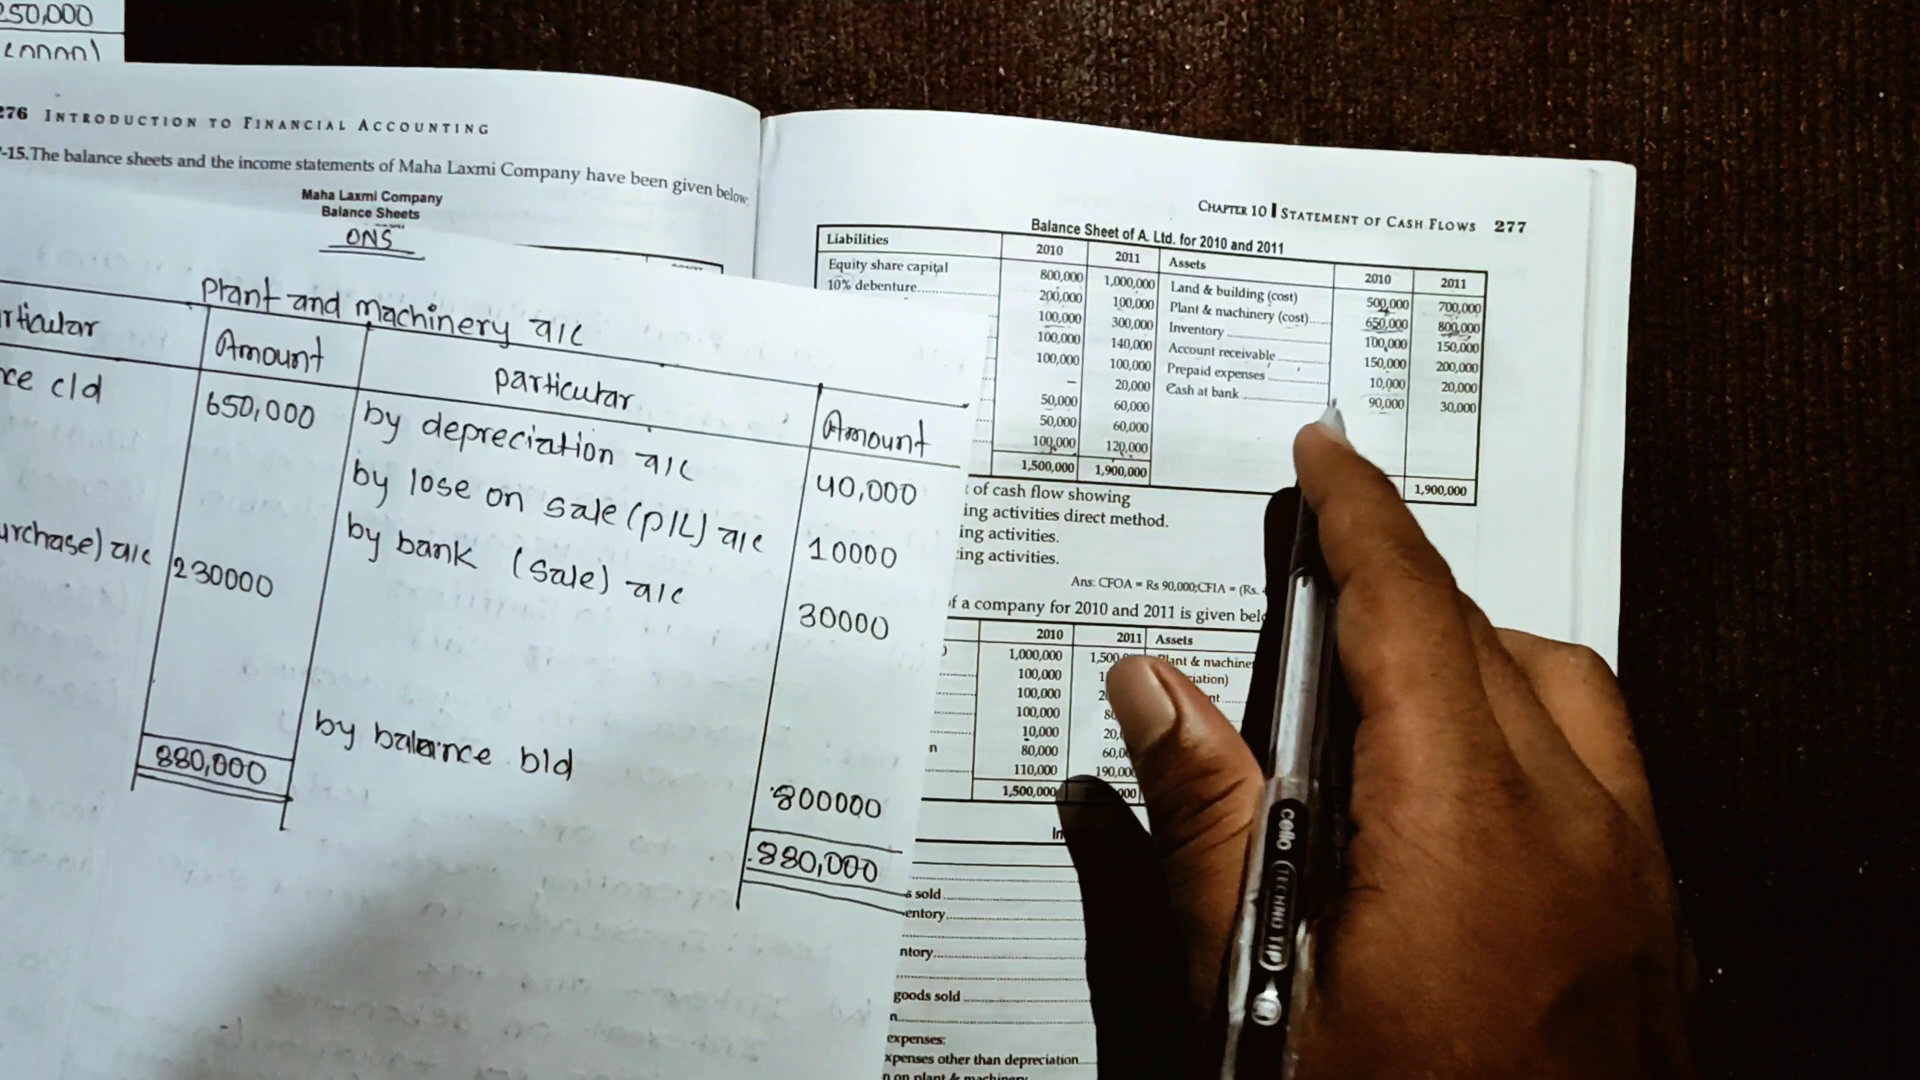 250,000
276 INTRODUCTION TO FINANCIAL ACCOUNTING
-15. The balance sheets and the income statements of Maha Laxmi Company have been given below:
Maha Laxmi Company
Balance Sheets
ONS
Plant and Machinery a/c
rticular Amount particular Amount
ce c/d 650,000 by depreciation a/c 40,000
by lose on sale (P/L) a/c 10000
urchase) a/c 230000 by bank (sale) a/c 30000
by balance b/d 800000
880,000 880,000
CHAPTER 10 | STATEMENT OF CASH FLOWS 277
Balance Sheet of A. Ltd. for 2010 and 2011
Liabilities 2010 2011 Assets 2010 2011
Equity share capital 800,000 1,000,000 Land & building (cost) 500,000 700,000
10% debenture 200,000 100,000 Plant & machinery (cost) 650,000 800,000
100,000 300,000 Inventory 100,000 150,000
100,000 140,000 Account receivable 150,000 200,000
100,000 100,000 Prepaid expenses 10,000 20,000
– 20,000 Cash at bank 90,000 30,000
50,000 60,000
50,000 60,000
100,000 120,000
1,500,000 1,900,000 1,900,000
of cash flow showing
ing activities direct method.
ing activities.
ing activities.
Ans: CFOA = Rs 90,000;CFIA = (Rs.
of a company for 2010 and 2011 is given
2010 2011 Assets
1,000,000 1,500 & machine
100,000 iation)
100,000
100,000
10,000
n 80,000
110,000 190,000
1,500,000
s sold
entory
ntory
goods sold
n
expenses:
xpenses other than depreciation
n on plant & machinery
cello TECHNO TIP